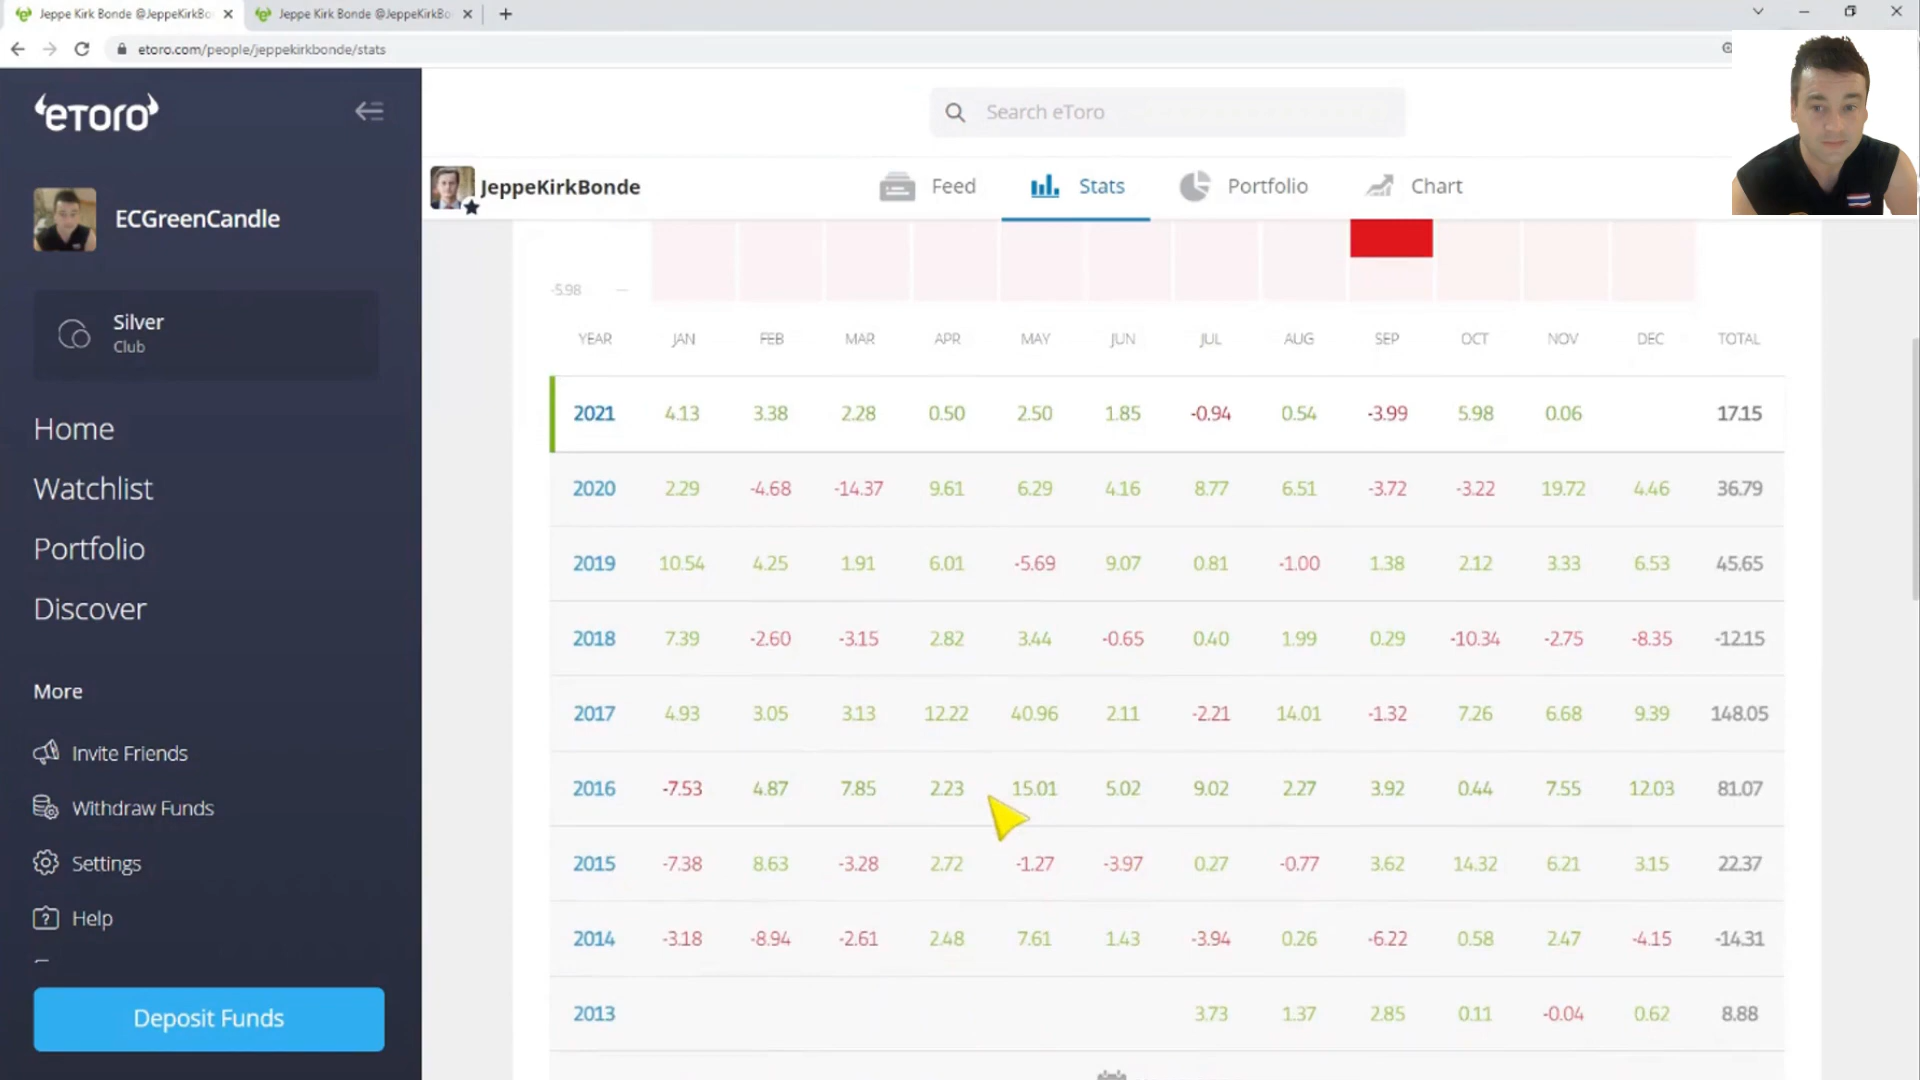 Jeppe Kirk Bonde @JeppeKirkBo
Jeppe Kirk Bonde @JeppeKirkBo
etoro.com/people/jeppekirkbonde/stats
eToro
Search eToro
JeppeKirkBonde
Feed
Stats
Portfolio
Chart
ECGreenCandle
Silver
Club
Home
Watchlist
Portfolio
Discover
More
Invite Friends
Withdraw Funds
Settings
Help
Deposit Funds
-5.98
YEAR JAN FEB MAR APR MAY JUN JUL AUG SEP OCT NOV DEC TOTAL
2021 4.13 3.38 2.28 0.50 2.50 1.85 -0.94 0.54 -3.99 5.98 0.06 17.15
2020 2.29 -4.68 -14.37 9.61 6.29 4.16 8.77 6.51 -3.72 -3.22 19.72 4.46 36.79
2019 10.54 4.25 1.91 6.01 -5.69 9.07 0.81 -1.00 1.38 2.12 3.33 6.53 45.65
2018 7.39 -2.60 -3.15 2.82 3.44 -0.65 0.40 1.99 0.29 -10.34 -2.75 -8.35 -12.15
2017 4.93 3.05 3.13 12.22 40.96 2.11 -2.21 14.01 -1.32 7.26 6.68 9.39 148.05
2016 -7.53 4.87 7.85 2.23 15.01 5.02 9.02 2.27 3.92 0.44 7.55 12.03 81.07
2015 -7.38 8.63 -3.28 2.72 -1.27 -3.97 0.27 -0.77 3.62 14.32 6.21 3.15 22.37
2014 -3.18 -8.94 -2.61 2.48 7.61 1.43 -3.94 0.26 -6.22 0.58 2.47 -4.15 -14.31
2013 3.73 1.37 2.85 0.11 -0.04 0.62 8.88